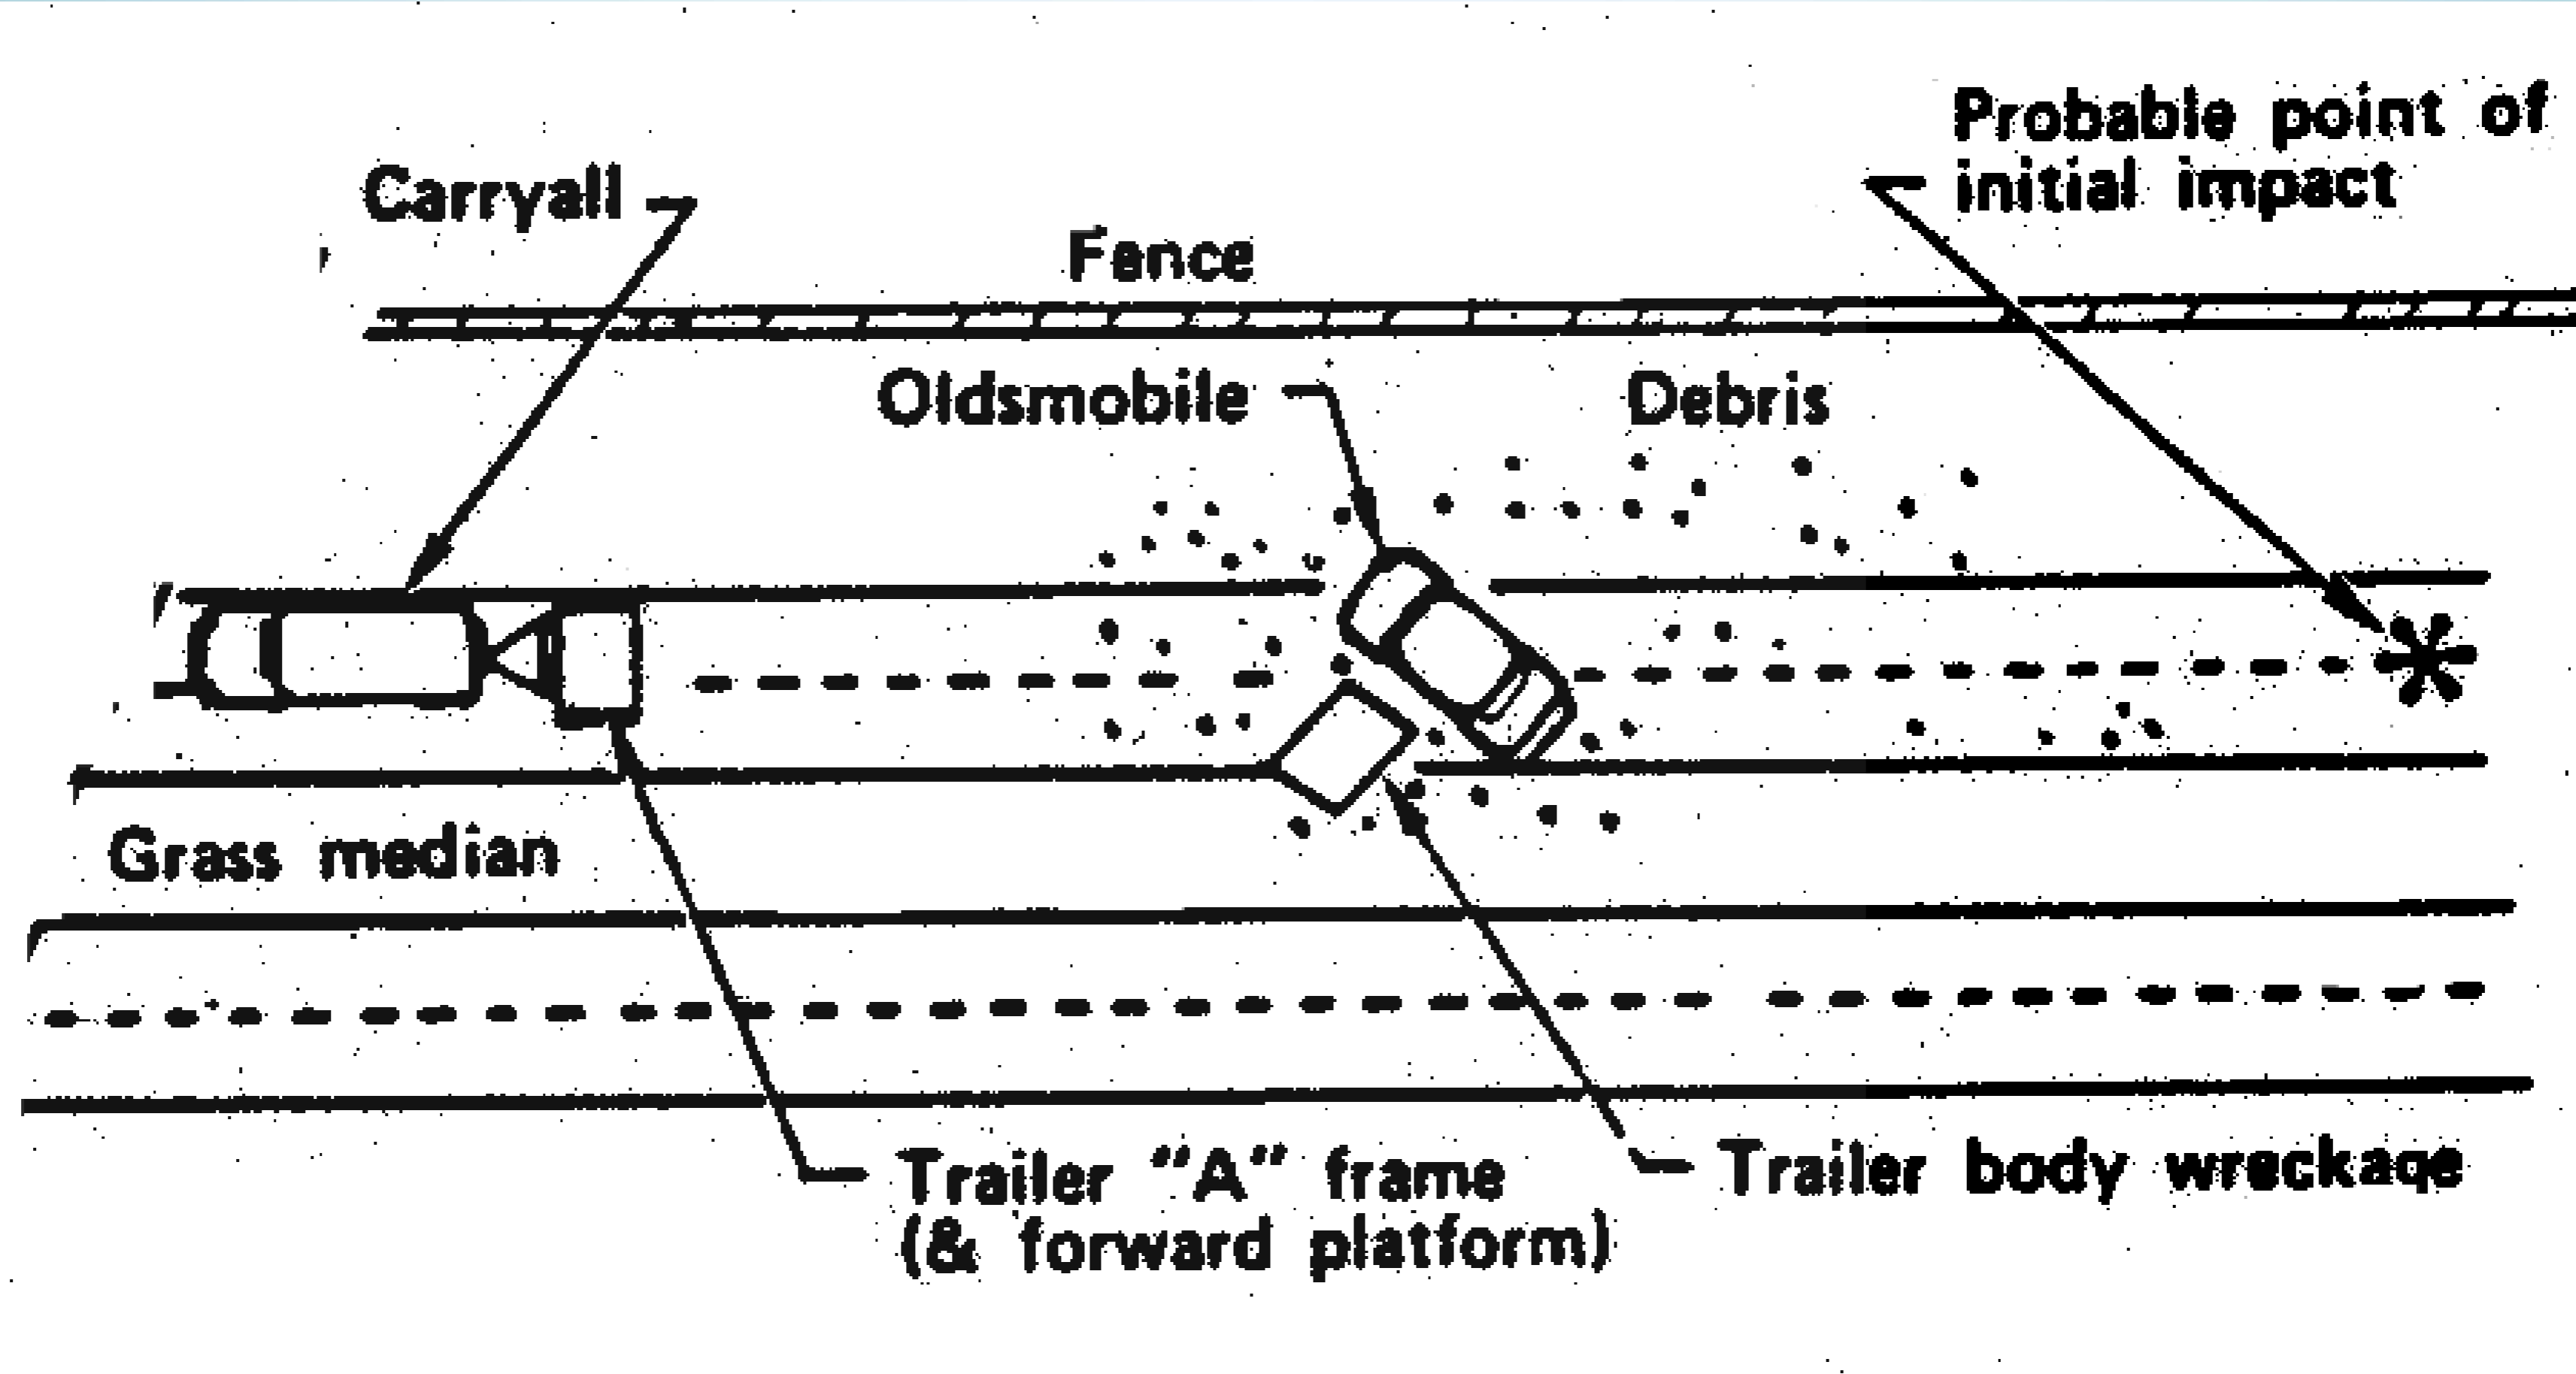 Probable point of
initial impact
Carryall
Fence
Oldsmobile
Debris
Grass median
Trailer "A" frame
(& forward platform)
Trailer body wreckage